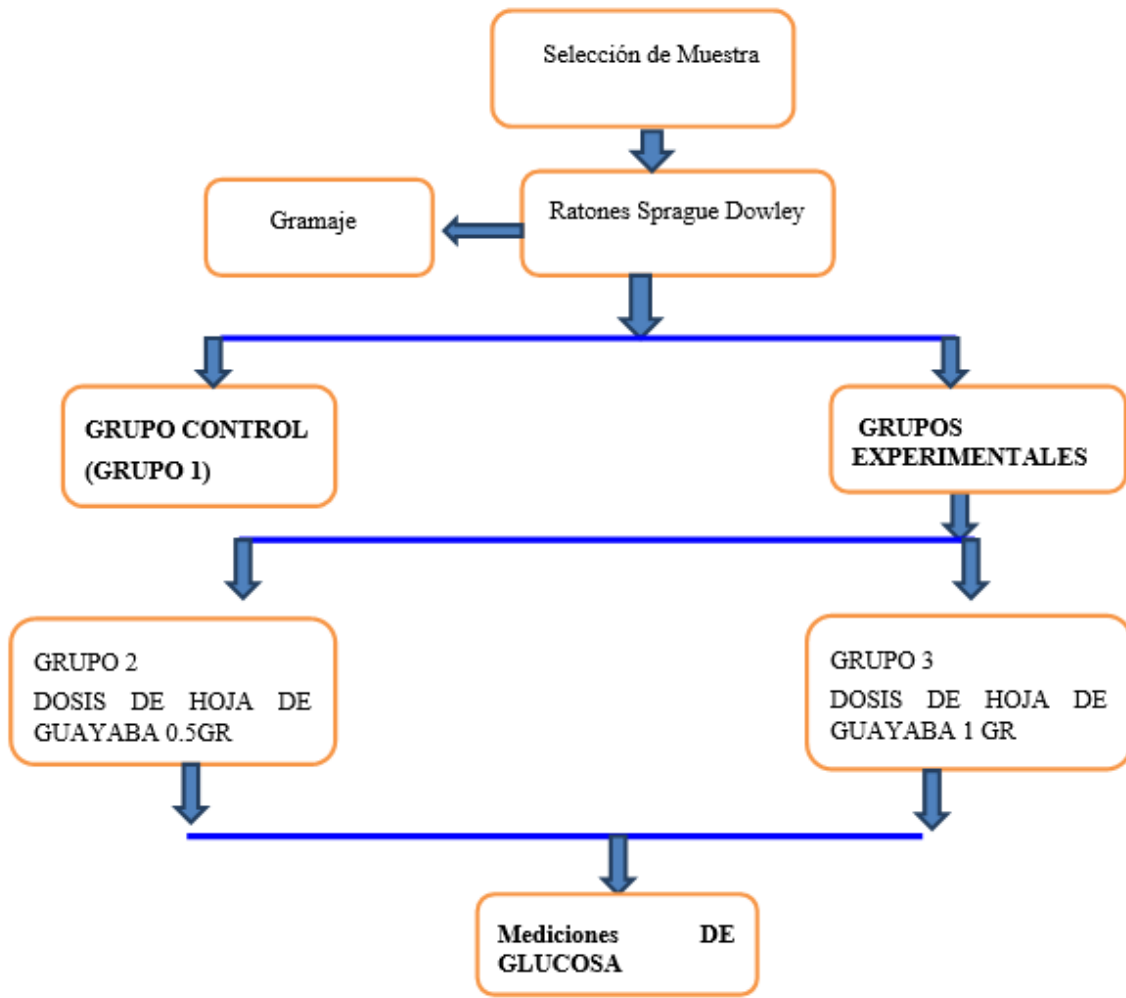 Selección de Muestra
Gramaje
Ratones Sprague Dowley
GRUPO CONTROL
(GRUPO 1)
GRUPOS
EXPERIMENTALES
GRUPO 2
DOSIS DE HOJA DE
GUAYABA 0.5GR
GRUPO 3
DOSIS DE HOJA DE
GUAYABA 1 GR
Mediciones DE
GLUCOSA